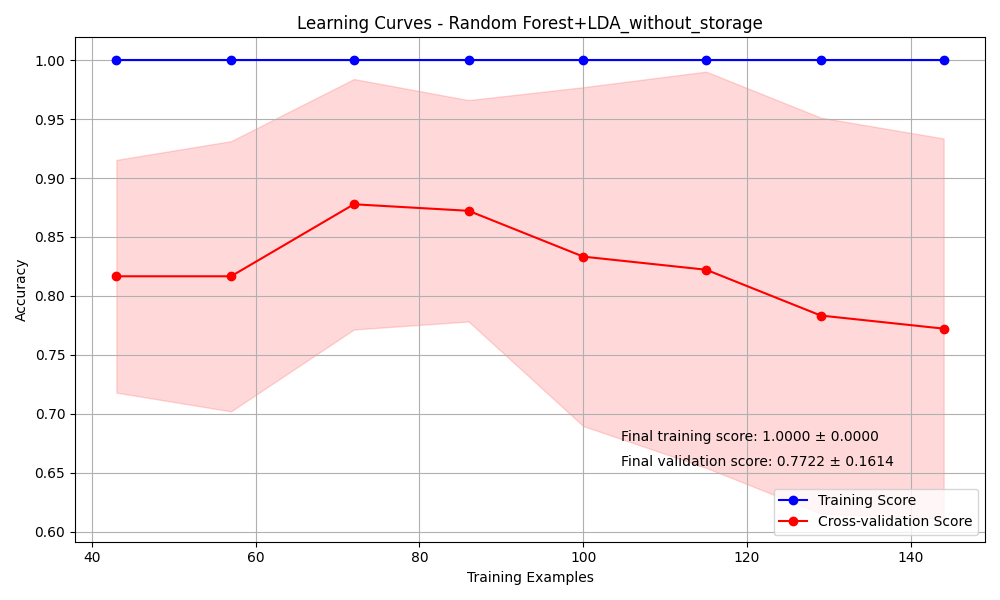 Learning Curves - Random Forest+LDA_without_storage
Accuracy
1.00
0.95
0.90
0.85
0.80
0.75
0.70
0.65
0.60
Final training score: 1.0000 ± 0.0000
Final validation score: 0.7722 ± 0.1614
Training Score
Cross-validation Score
40 60 80 100 120 140
Training Examples